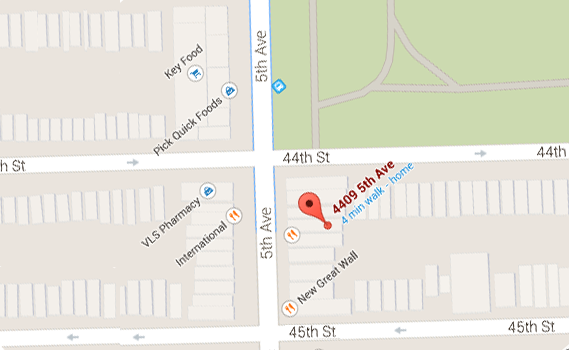 5th Ave
Key Food
Pick Quick Foods
44th St
44th
h St
4409 5th Ave
4 min walk - home
VLS Pharmacy
International
5th Ave
New Great Wall
45th St
45th St